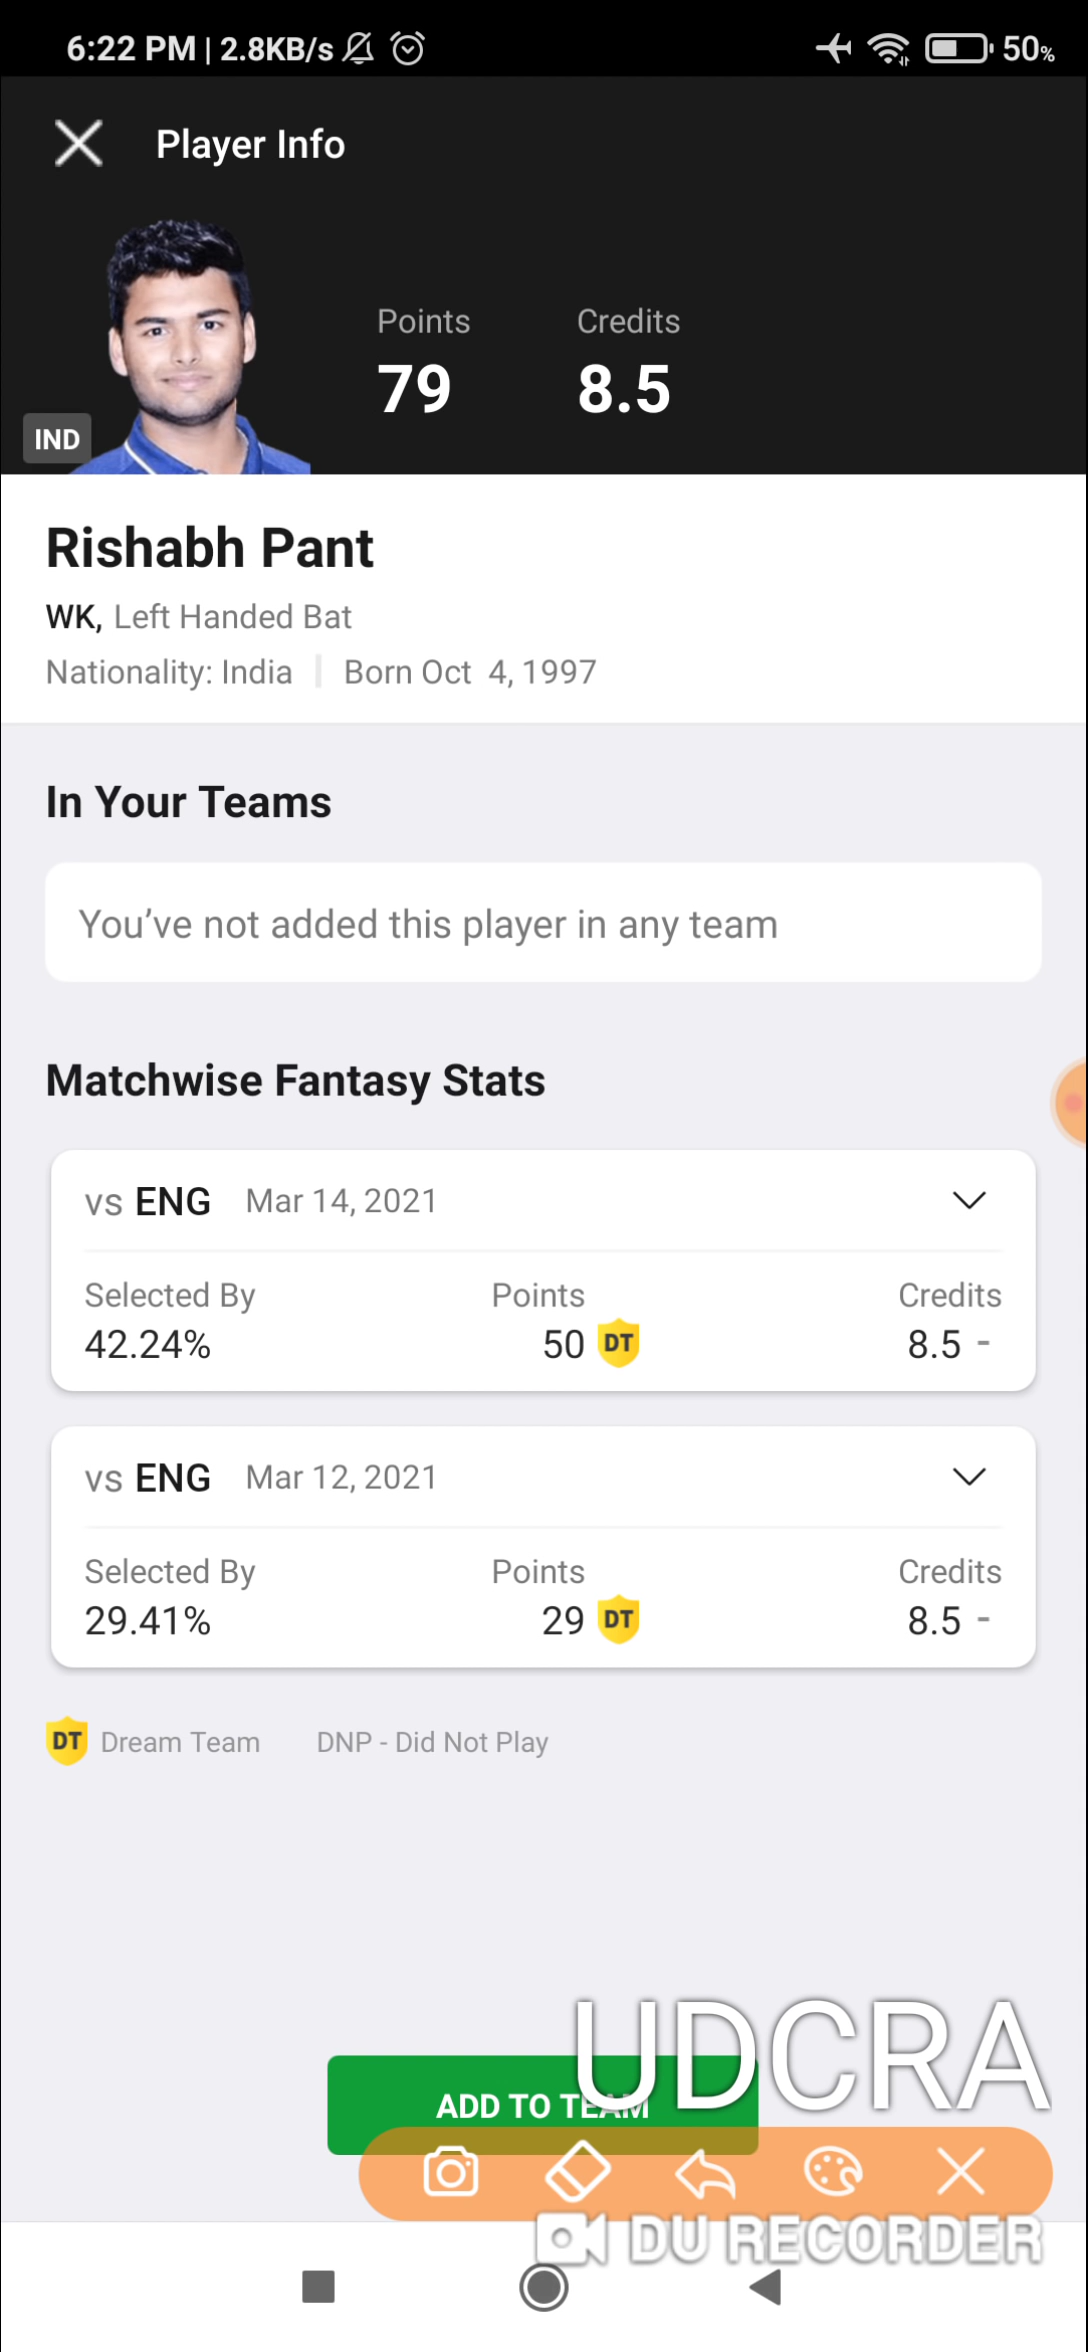 6:22 PM | 2.8KB/s 50%
Player Info
Points Credits
79 8.5
IND
Rishabh Pant
WK, Left Handed Bat
Nationality: India Born Oct 4, 1997
In Your Teams
You’ve not added this player in any team
Matchwise Fantasy Stats
vs ENG Mar 14, 2021
Selected By Points Credits
42.24% 50 DT 8.5 -
vs ENG Mar 12, 2021
Selected By Points Credits
29.41% 29 DT 8.5 -
DT Dream Team DNP - Did Not Play
UDCRA
ADD TO TEAM
DU RECORDER